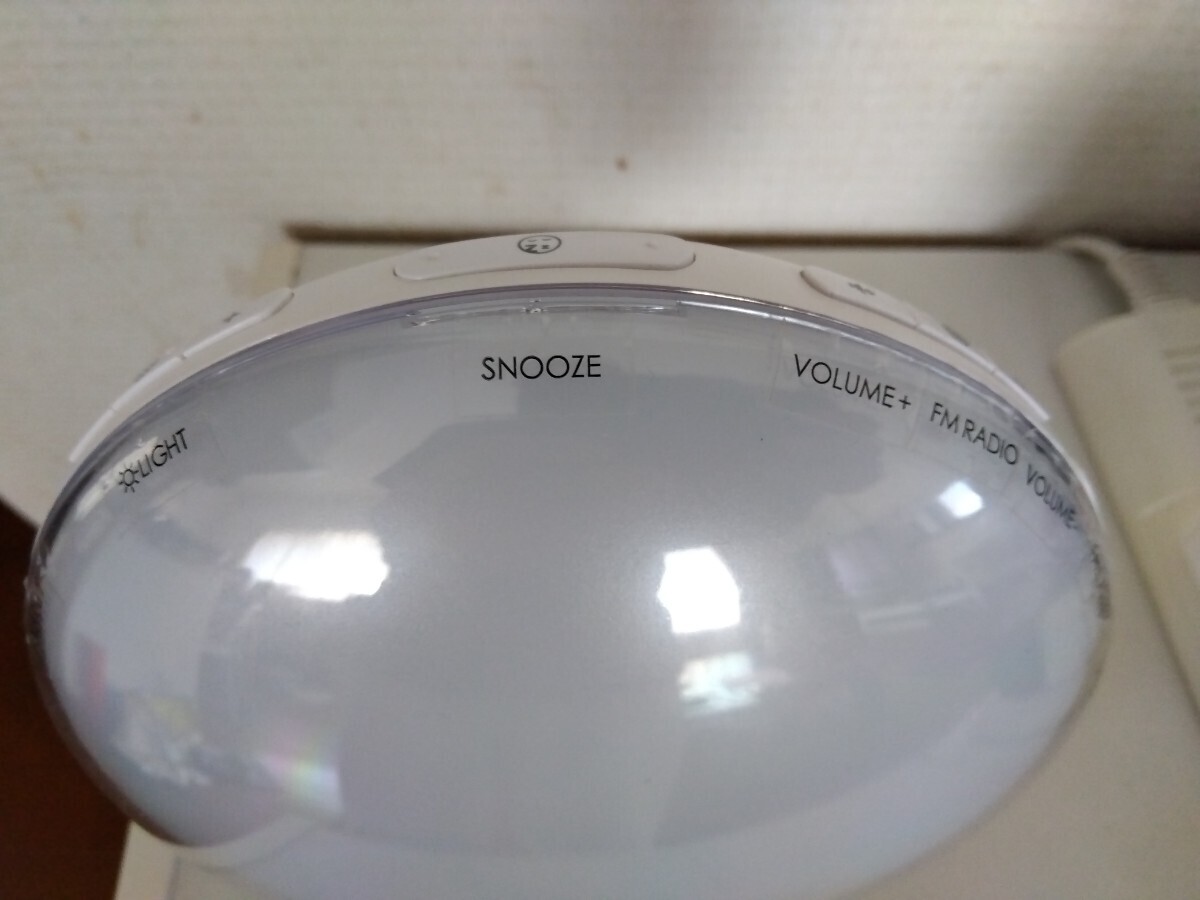 LIGHT
SNOOZE
VOLUME+
FM RADIO
VOLUME-